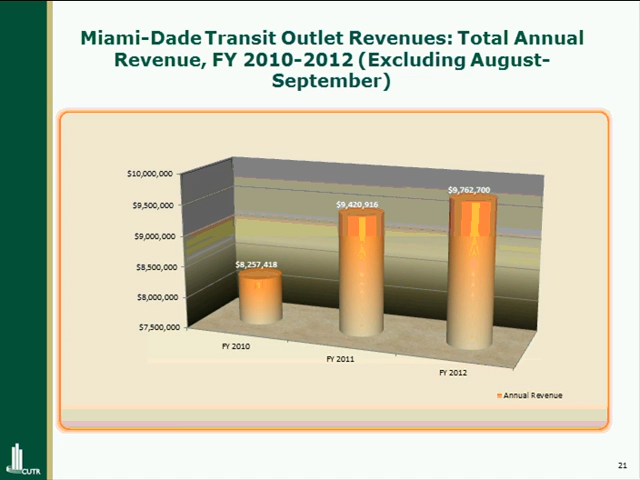 Miami-Dade Transit Outlet Revenues: Total Annual
Revenue, FY 2010-2012 (Excluding August-
September)
$10,000,000
$9,500,000
$9,000,000
$8,500,000
$8,000,000
$7,500,000
$8,257,418
$9,420,916
$9,762,700
FY 2010
FY 2011
FY 2012
Annual Revenue
CUTR
21